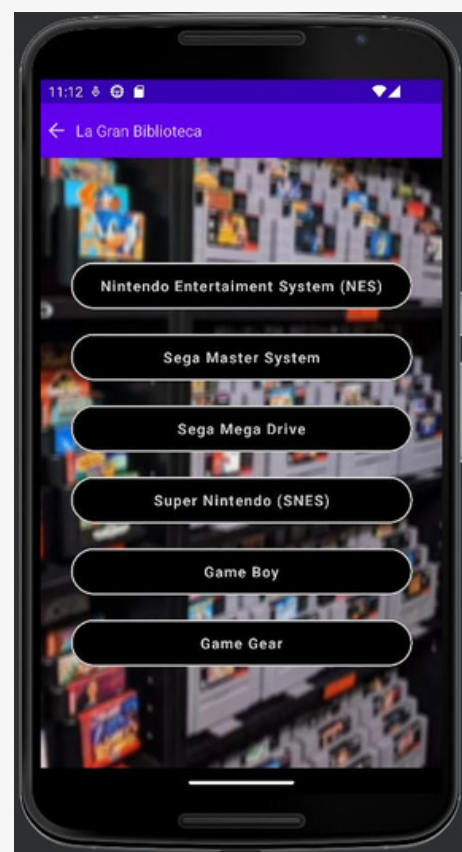 11:12
La Gran Biblioteca
Nintendo Entertaiment System (NES)
Sega Master System
Sega Mega Drive
Super Nintendo (SNES)
Game Boy
Game Gear